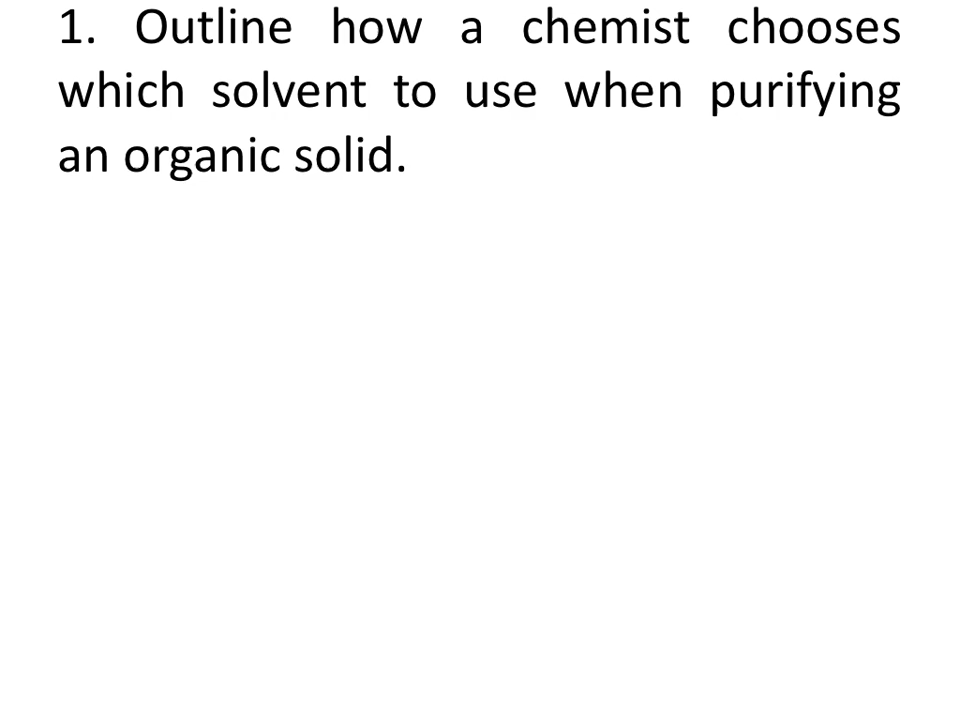 1. Outline how a chemist chooses
which solvent to use when purifying
an organic solid.